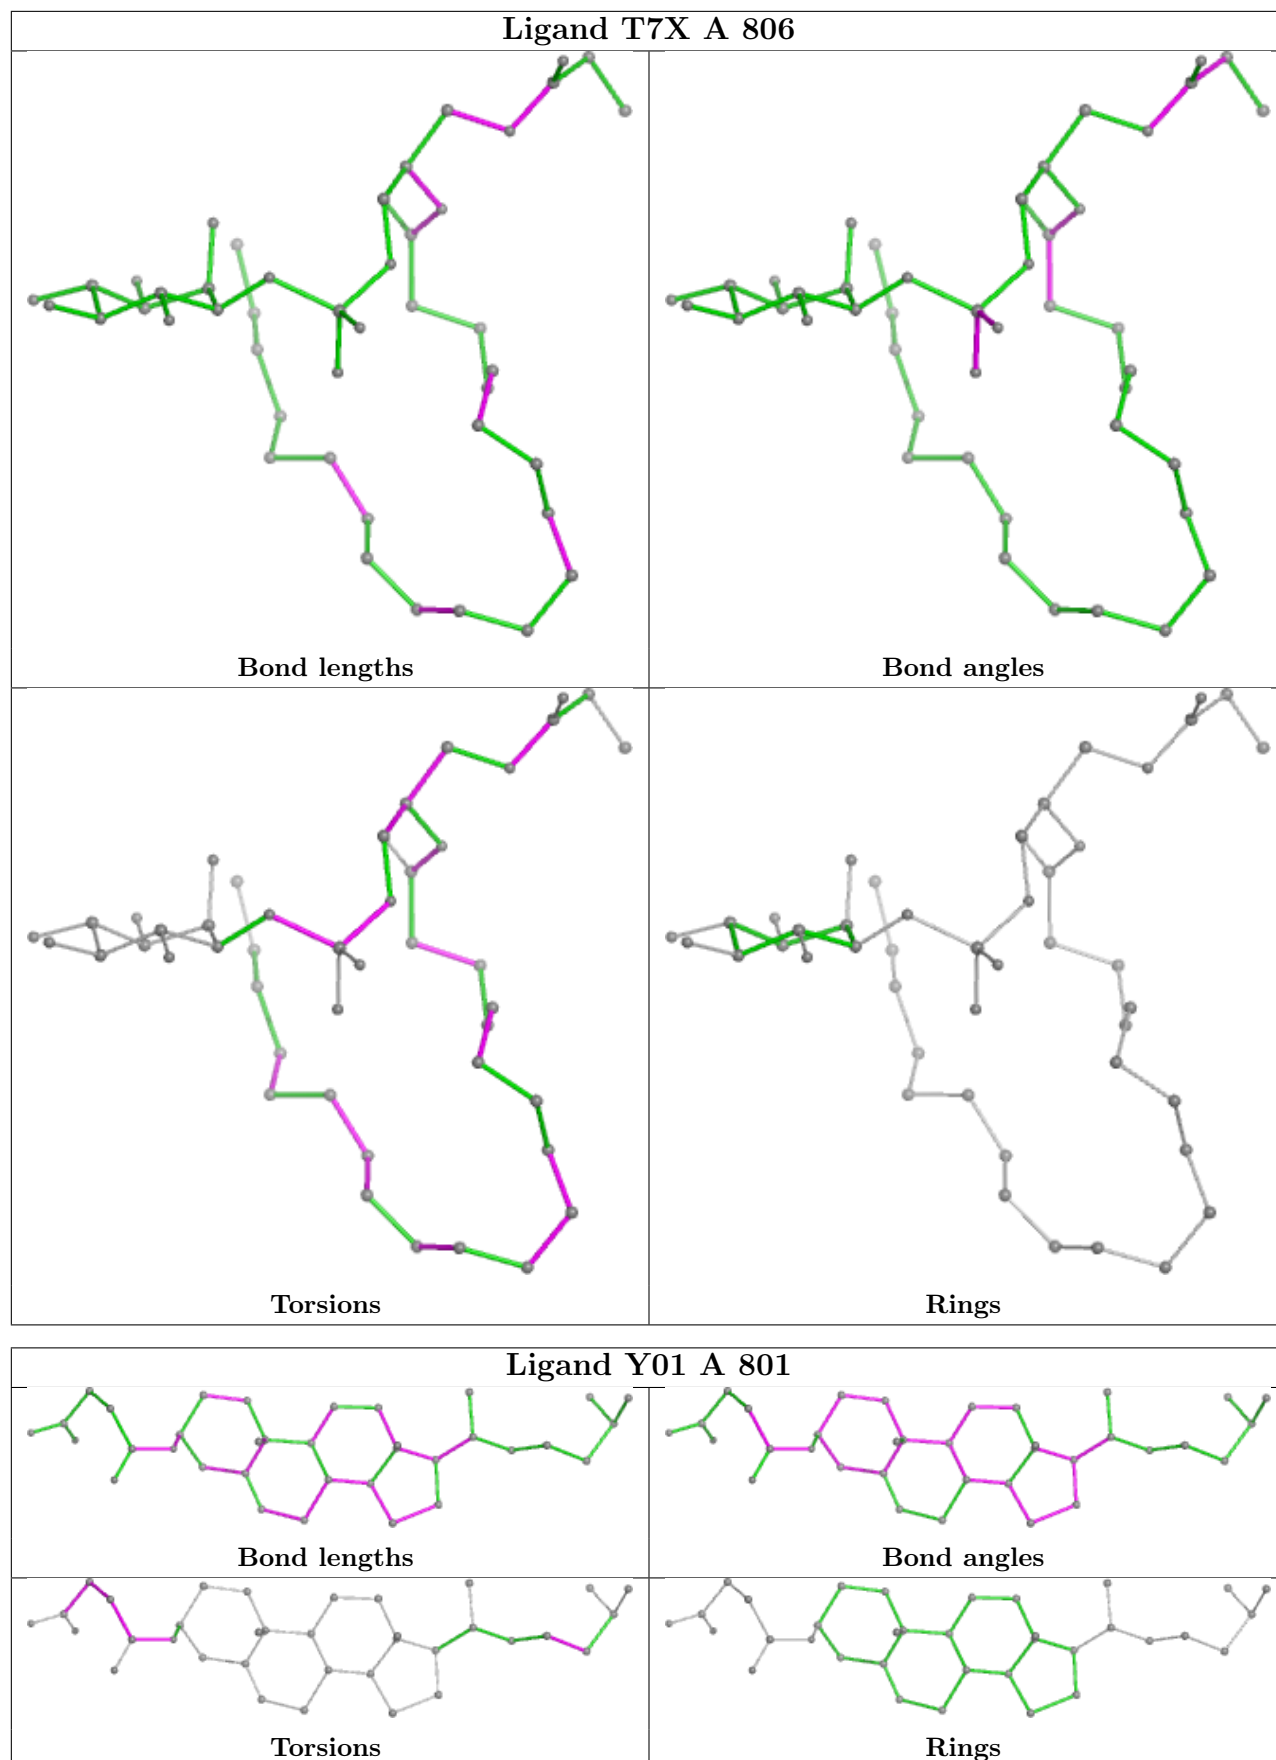 Ligand T7X A 806
Bond lengths
Bond angles
Torsions
Rings
Ligand Y01 A 801
Bond lengths
Bond angles
Torsions
Rings